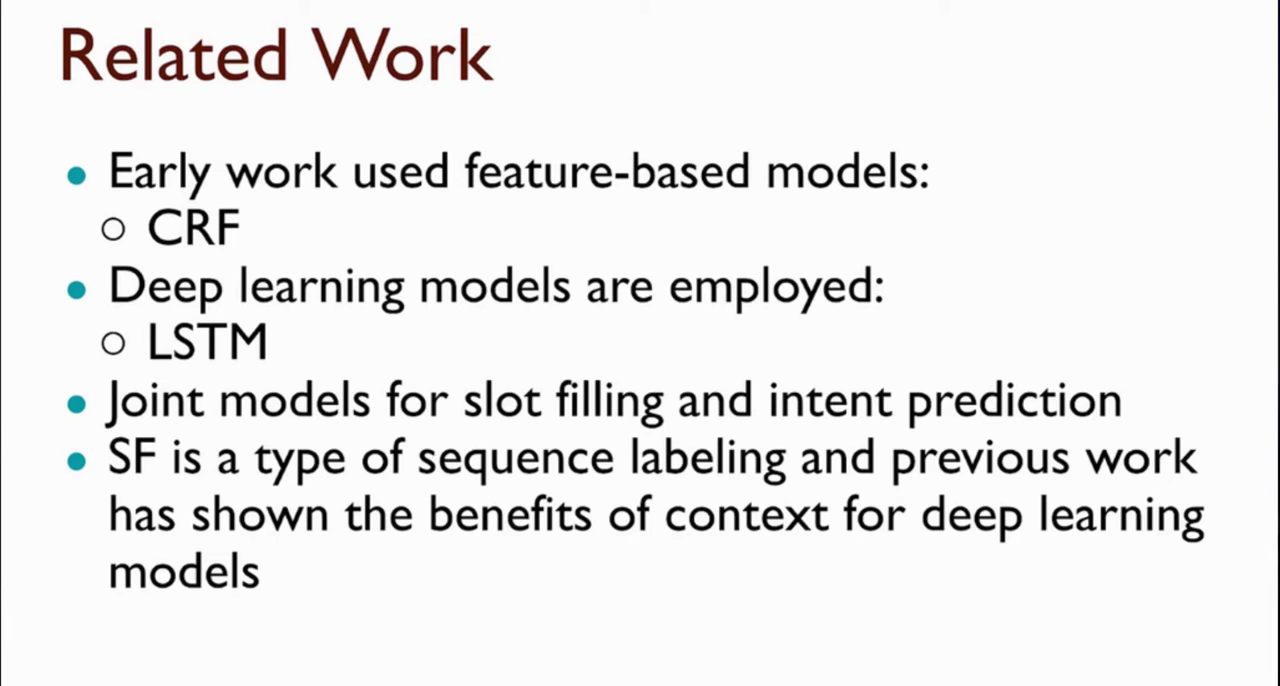 Related Work
● Early work used feature-based models:
○ CRF
● Deep learning models are employed:
○ LSTM
● Joint models for slot filling and intent prediction
● SF is a type of sequence labeling and previous work
has shown the benefits of context for deep learning
models